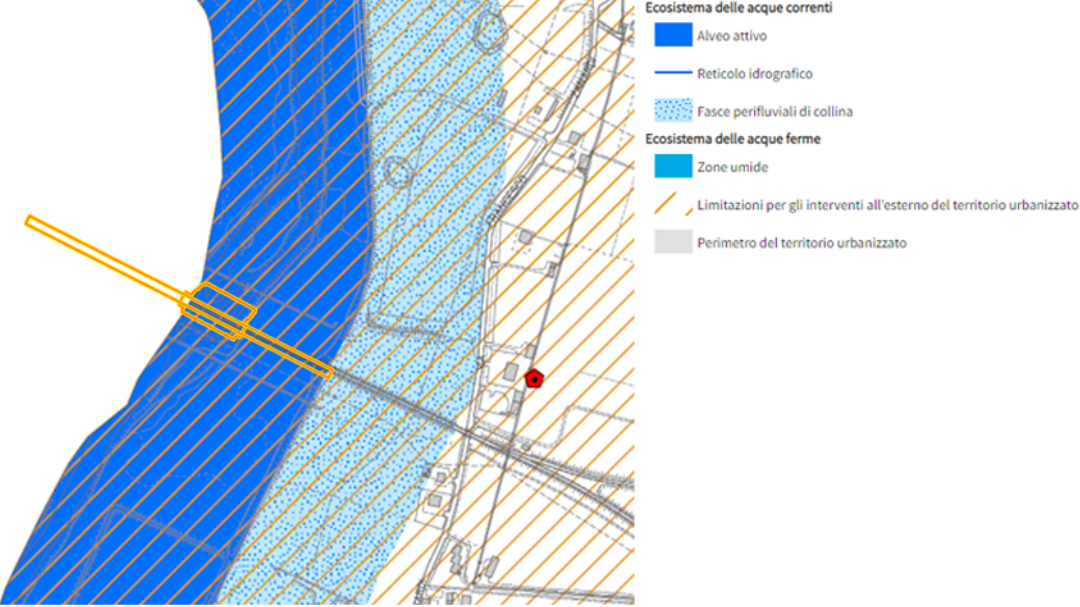 Ecosistema delle acque correnti
Alveo attivo
Reticolo idrografico
Fasce perifluviali di collina
Ecosistema delle acque ferme
Zone umide
Limitazioni per gli interventi all'esterno del territorio urbanizzato
Perimetro del territorio urbanizzato